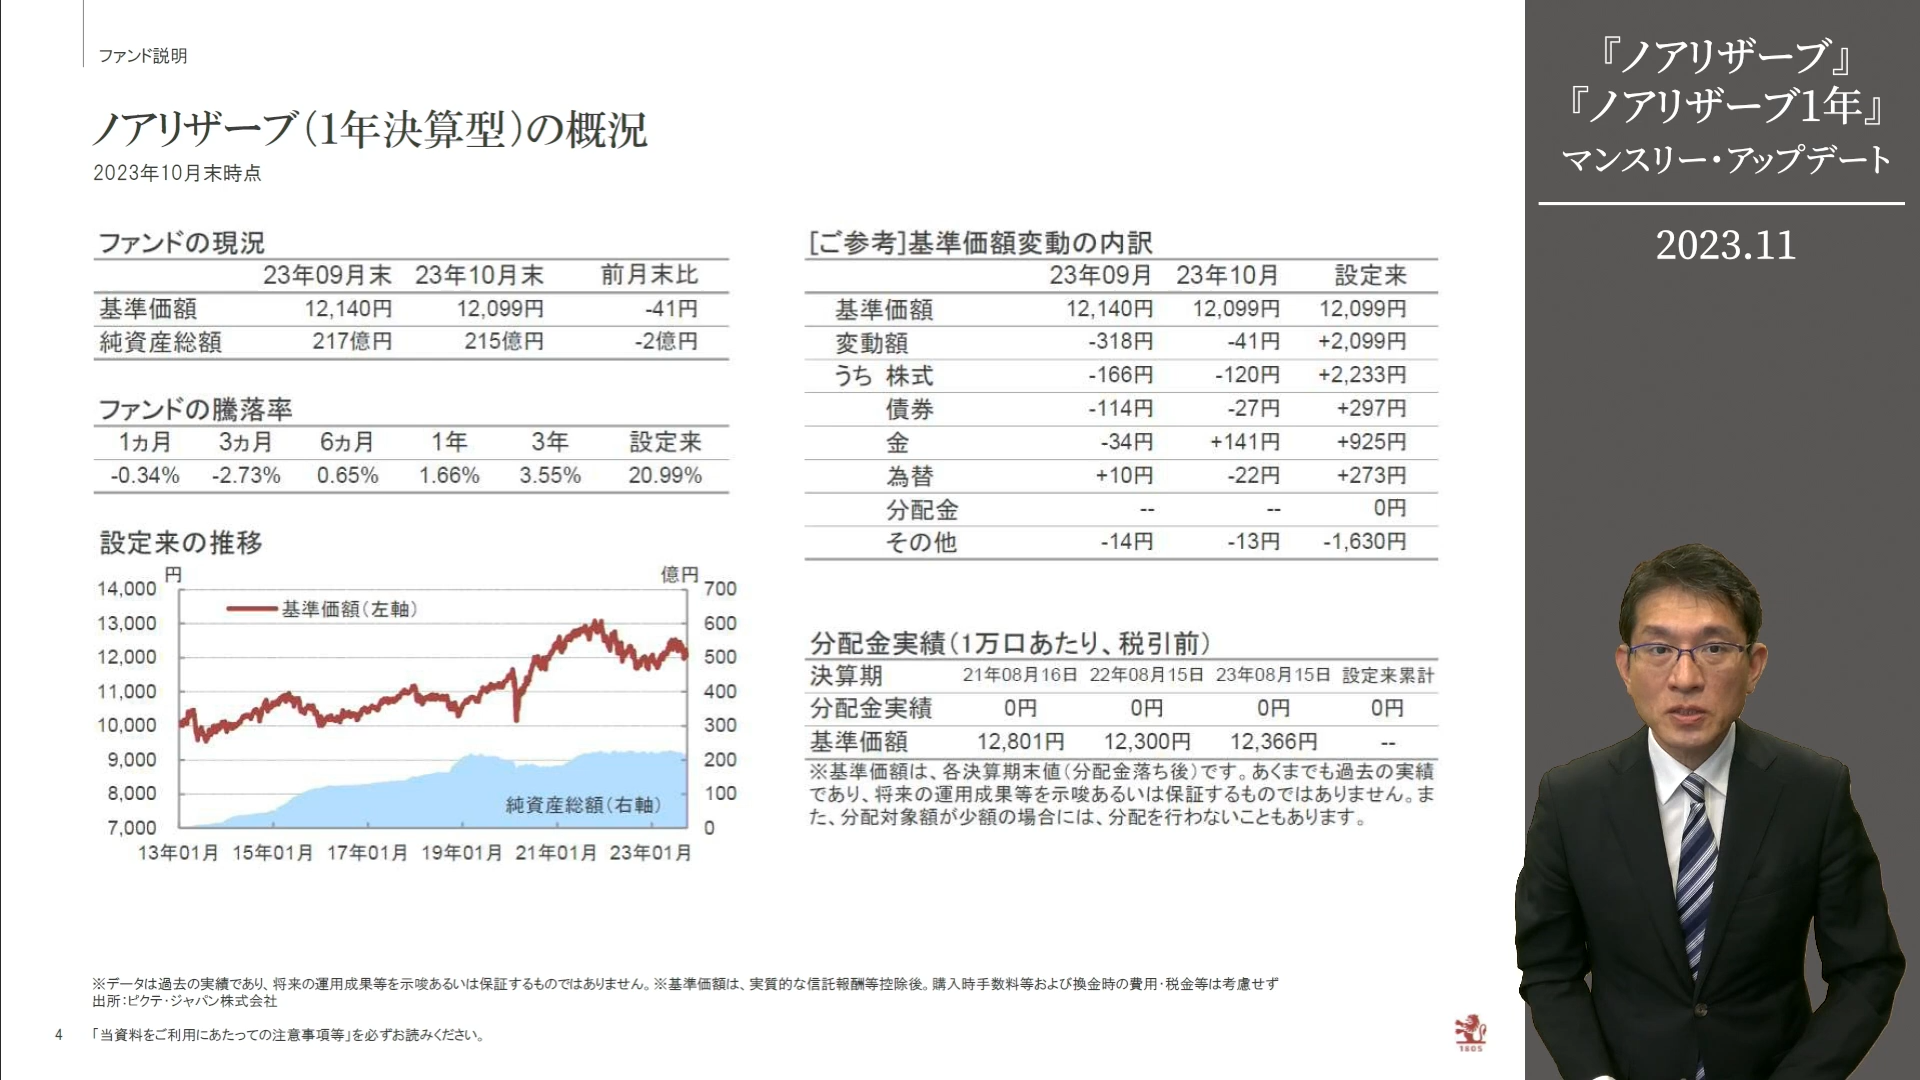 ファンド説明
ノアリザーブ（1年決算型）の概況
2023年10月末時点
ファンドの現況
23年09月末 23年10月末 前月末比
基準価額 12,140円 12,099円 -41円
純資産総額 217億円 215億円 -2億円
ファンドの騰落率
1ヵ月 3ヵ月 6ヵ月 1年 3年 設定来
-0.34% -2.73% 0.65% 1.66% 3.55% 20.99%
設定来の推移
円 億円
14,000 700
基準価額（左軸）
13,000 600
12,000 500
11,000 400
10,000 300
9,000 200
8,000 100
純資産総額（右軸）
7,000 0
13年01月 15年01月 17年01月 19年01月 21年01月 23年01月
[ご参考]基準価額変動の内訳
23年09月 23年10月 設定来
基準価額 12,140円 12,099円 12,099円
変動額 -318円 -41円 +2,099円
うち 株式 -166円 -120円 +2,233円
債券 -114円 -27円 +297円
金 -34円 +141円 +925円
為替 +10円 -22円 +273円
分配金 -- -- 0円
その他 -14円 -13円 -1,630円
分配金実績（1万口あたり、税引前）
決算期 21年08月16日 22年08月15日 23年08月15日 設定来累計
分配金実績 0円 0円 0円 0円
基準価額 12,801円 12,300円 12,366円 --
※基準価額は、各決算期末値（分配金落ち後）です。あくまでも過去の実績
であり、将来の運用成果等を示唆あるいは保証するものではありません。ま
た、分配対象額が少額の場合には、分配を行わないこともあります。
※データは過去の実績であり、将来の運用成果等を示唆あるいは保証するものではありません。※基準価額は、実質的な信託報酬等控除後。購入時手数料等および換金時の費用・税金等は考慮せず
出所：ピクテ・ジャパン株式会社
4 「当資料をご利用にあたっての注意事項等」を必ずお読みください。
1805
『ノアリザーブ』
『ノアリザーブ1年』
マンスリー・アップデート
2023.11